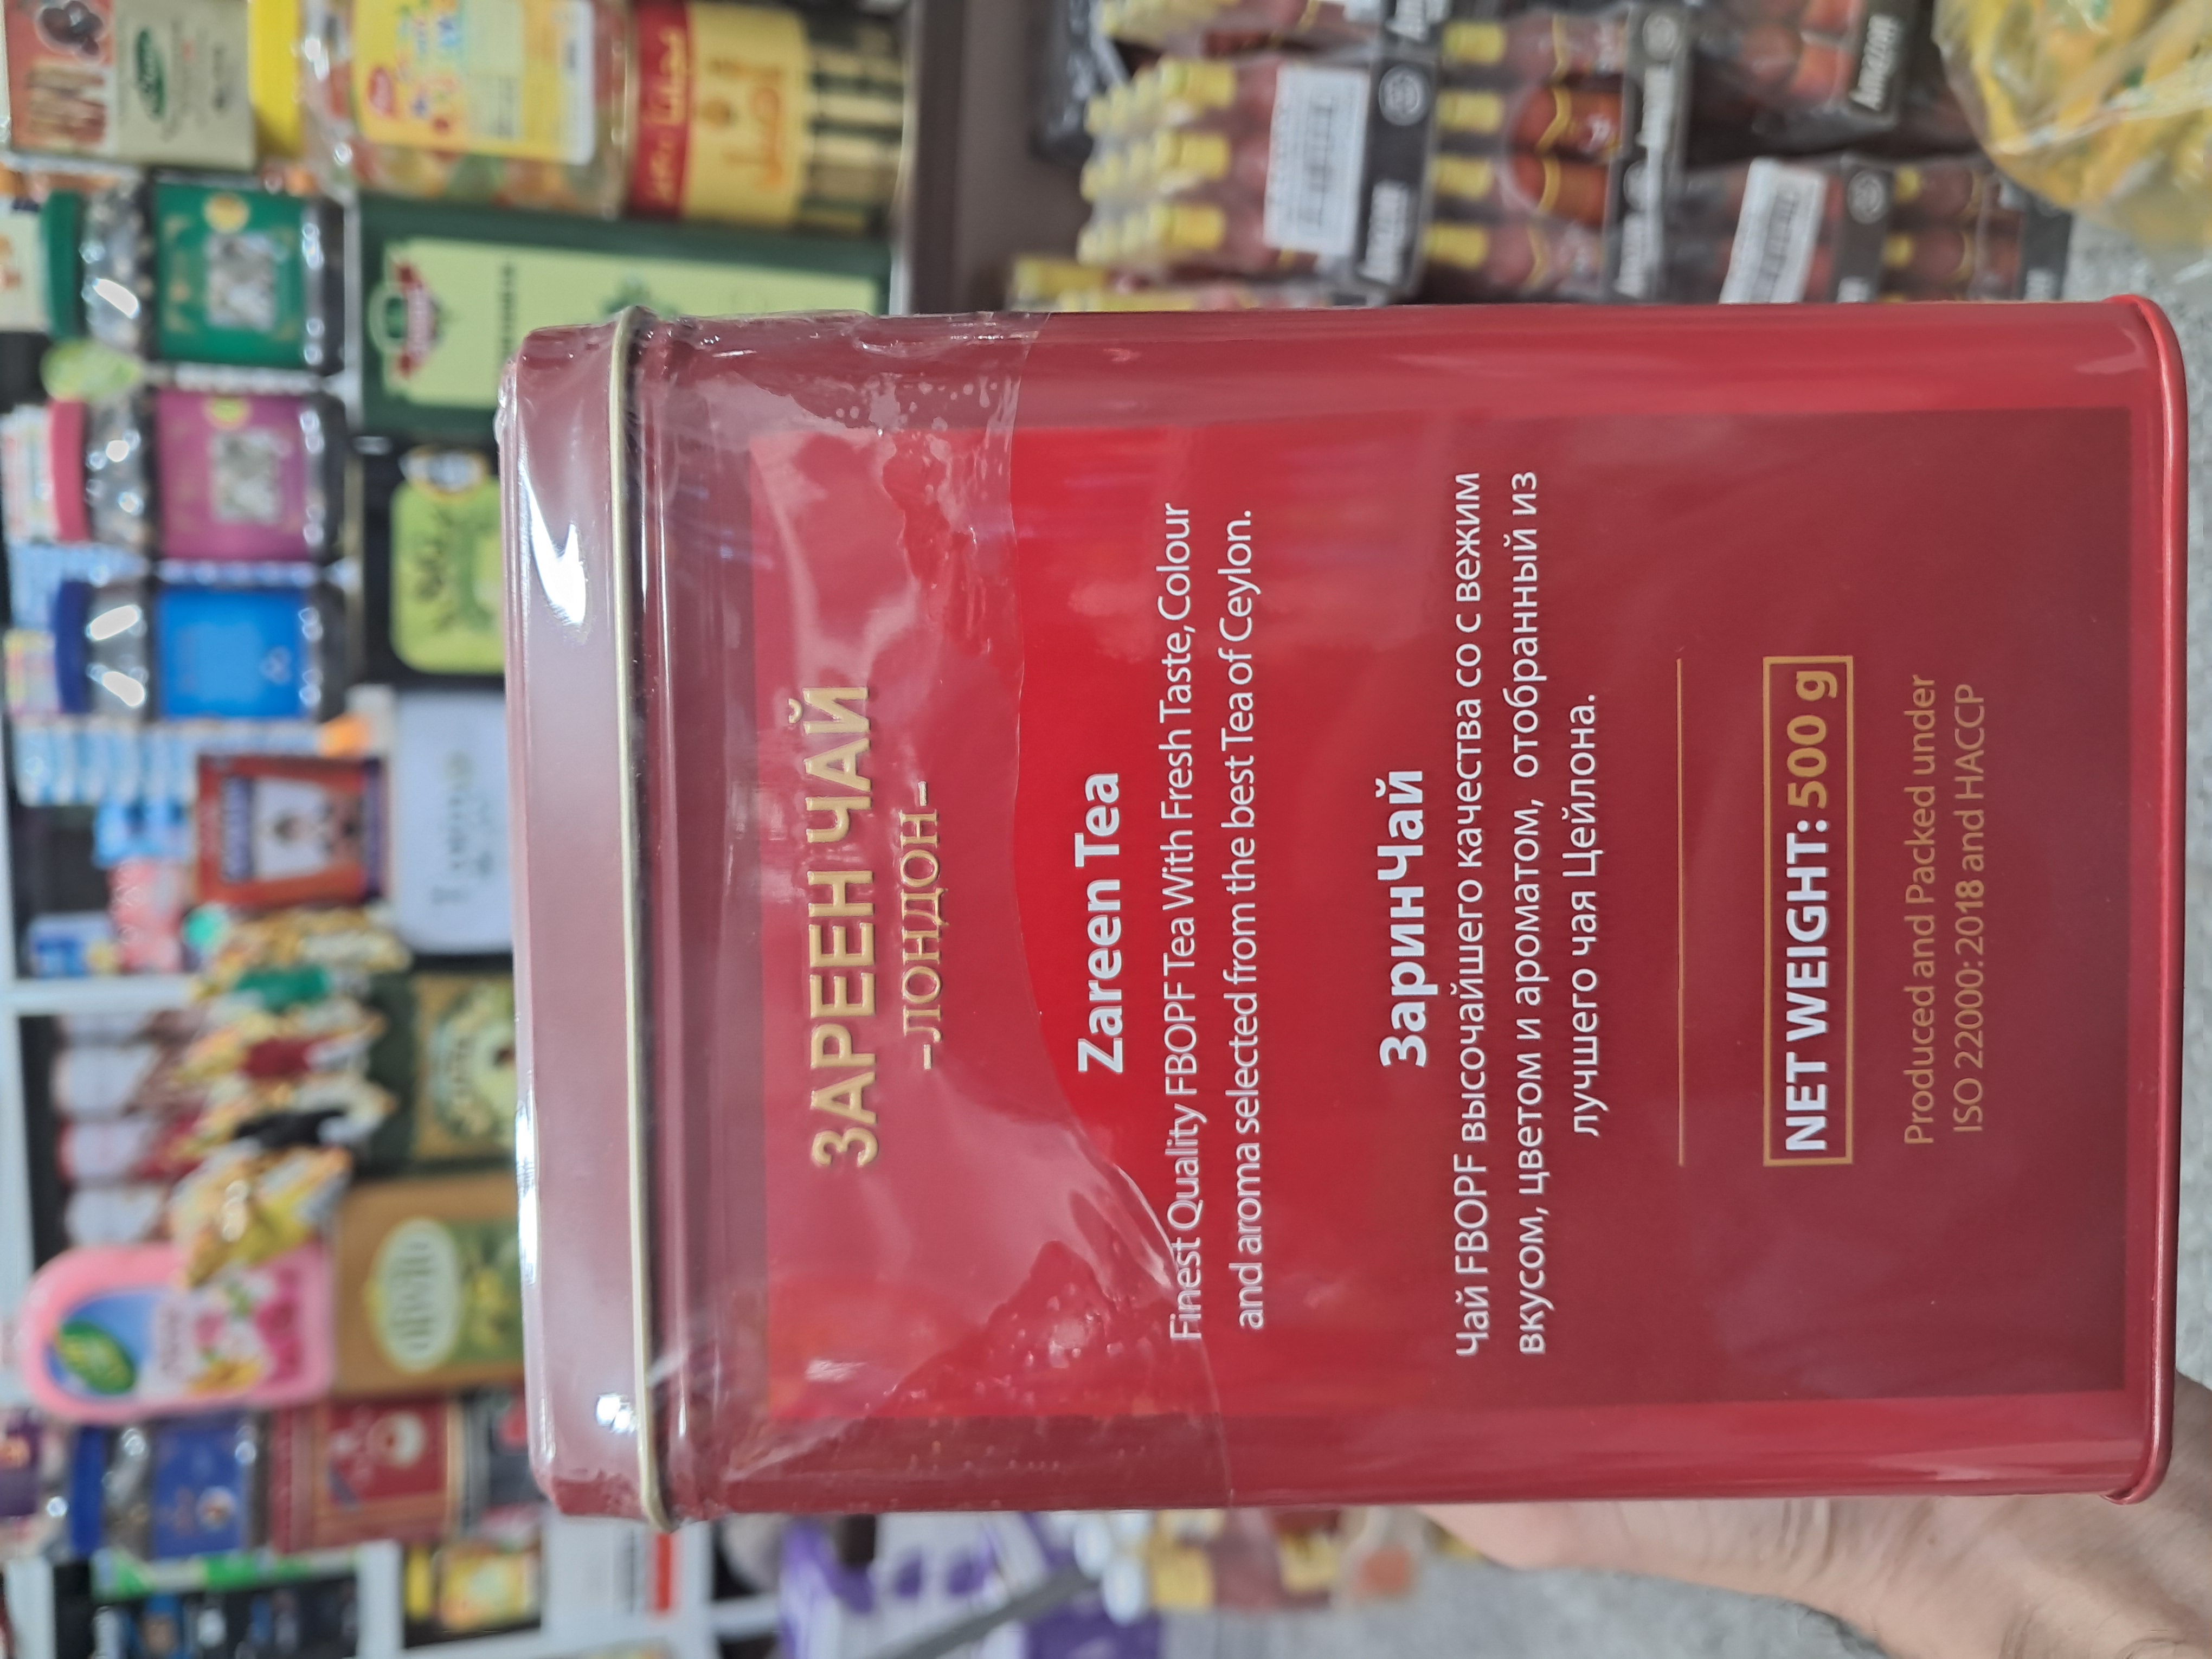 ЗАРЕЕН ЧАЙ
-ЛОНДОН-
Zareen Tea
Finest Quality FBOPF Tea With Fresh Taste, Colour
and aroma selected from the best Tea of Ceylon.
ЗаринЧай
Чай FBOPF высочайшего качества со с вежим
вкусом, цветом и ароматом, отобранный из
лучшего чая Цейлона.
NET WEIGHT: 500 g
Produced and Packed under
ISO 22000:2018 and HACCP